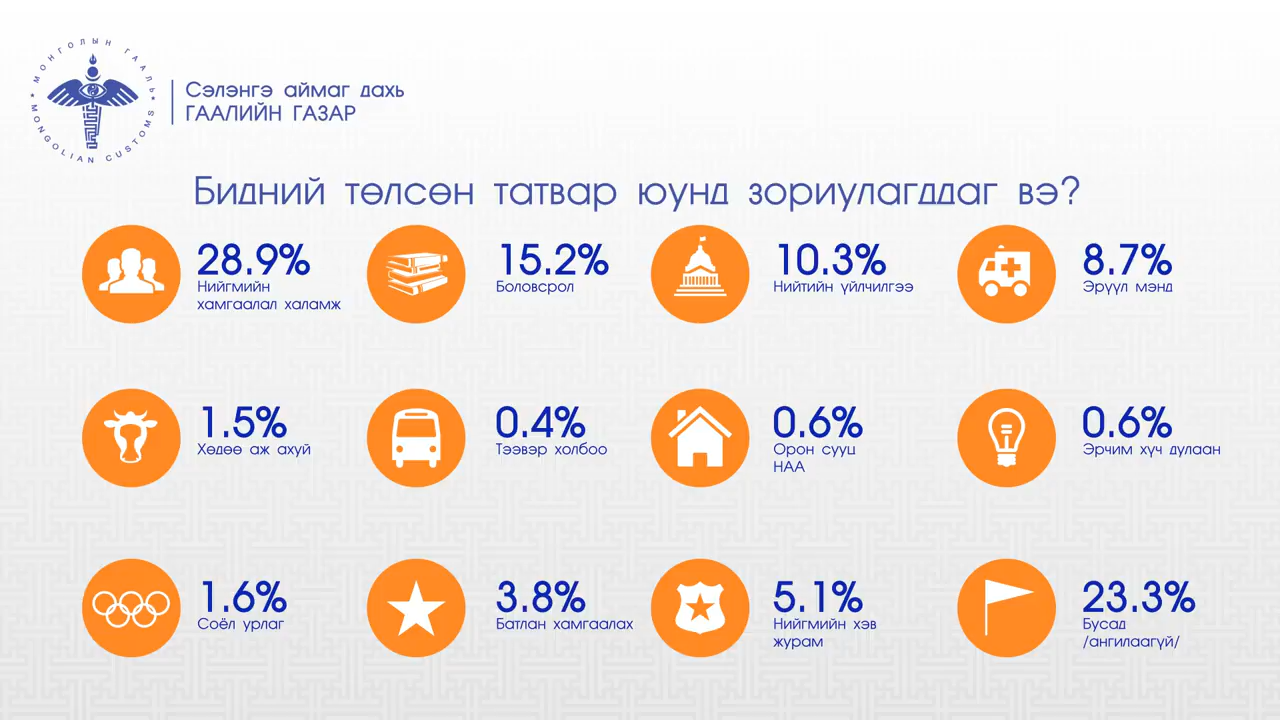 МОНГОЛЫН ГААЛЬ
MONGOLIAN CUSTOMS
Сэлэнгэ аймаг дахь
ГААЛИЙН ГАЗАР
Бидний төлсөн татвар юунд зориулагддаг вэ?
28.9%
Нийгмийн
хамгаалал халамж
15.2%
Боловсрол
10.3%
Нийтийн үйлчилгээ
8.7%
Эрүүл мэнд
1.5%
Хөдөө аж ахуй
0.4%
Тээвэр холбоо
0.6%
Орон сууц
НАА
0.6%
Эрчим хүч дулаан
1.6%
Соёл урлаг
3.8%
Батлан хамгаалах
5.1%
Нийгмийн хэв
журам
23.3%
Бусад
/ангилаагүй/